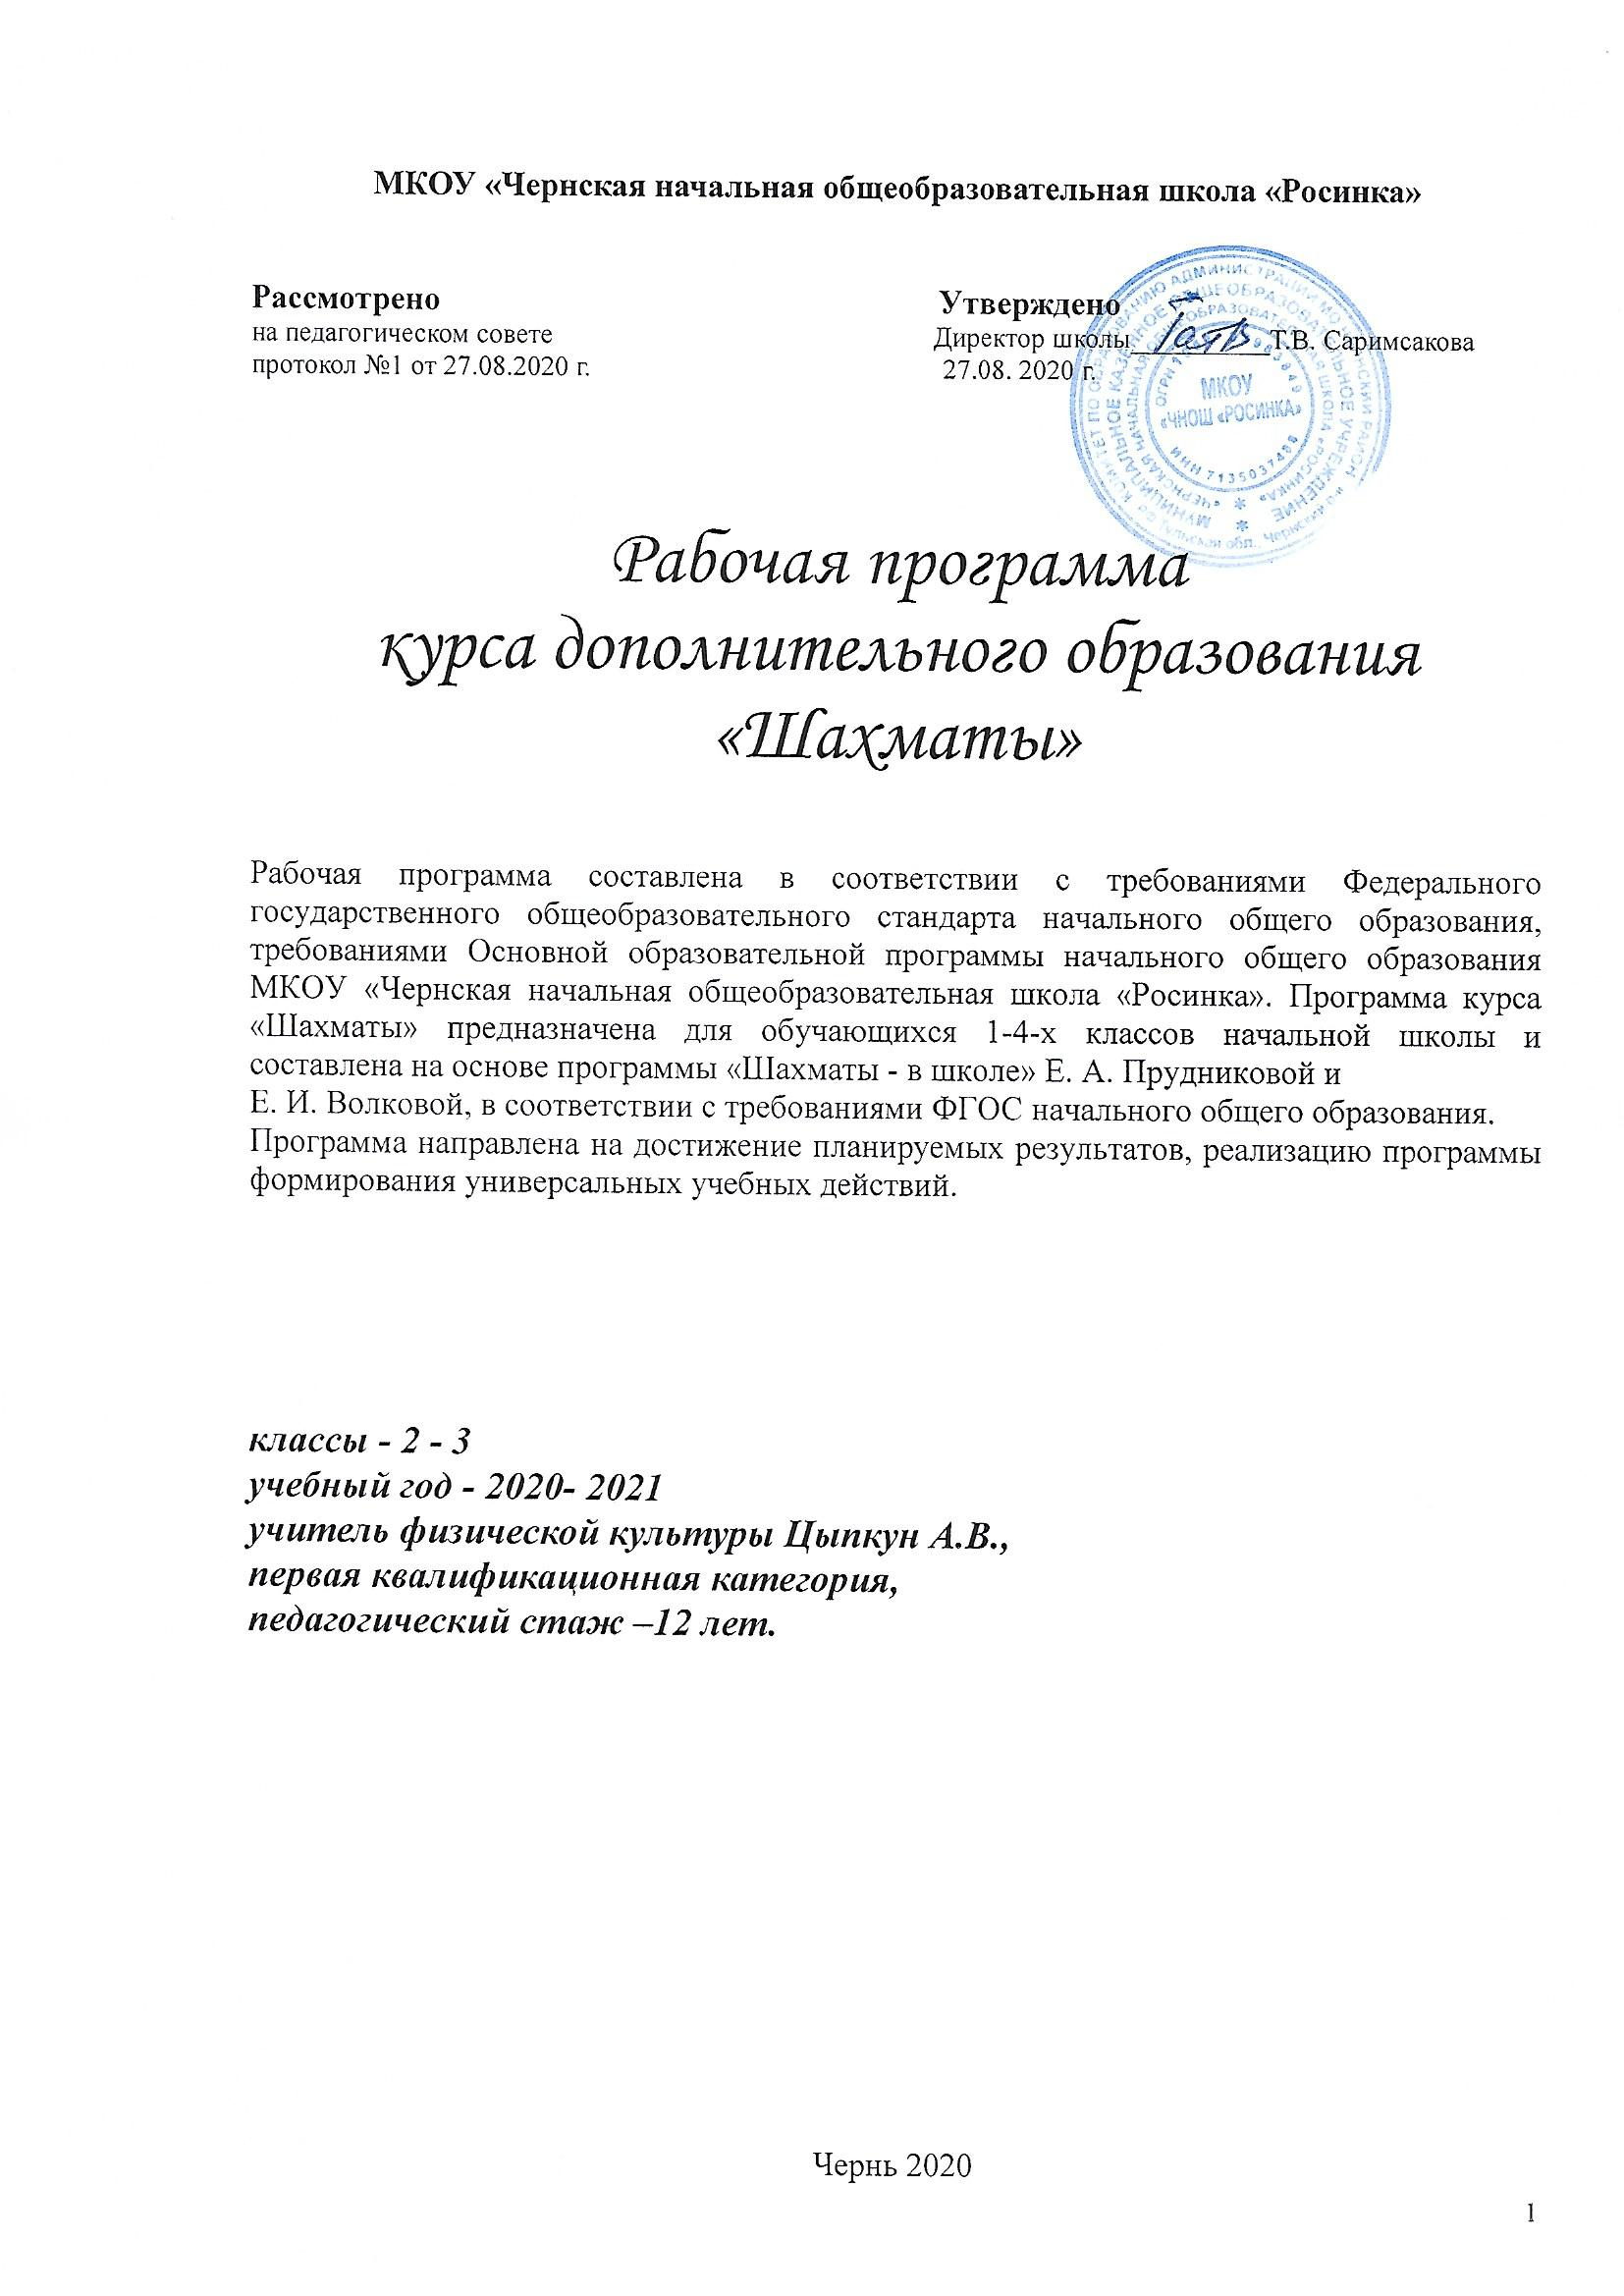 МКОУ «Чернская начальная общеобразовательная школа «Росинка»
Рассмотрено
на педагогическом совете
протокол №1 от 27.08.2020 г.
Утверждено
Директор школы__________Т.В. Саримсакова
27.08. 2020 г.
МКОУ
«ЧНОШ «РОСИНКА»
Рабочая программа
курса дополнительного образования
«Шахматы»
Рабочая программа составлена в соответствии с требованиями Федерального
государственного общеобразовательного стандарта начального общего образования,
требованиями Основной образовательной программы начального общего образования
МКОУ «Чернская начальная общеобразовательная школа «Росинка». Программа курса
«Шахматы» предназначена для обучающихся 1-4-х классов начальной школы и
составлена на основе программы «Шахматы - в школе» Е. А. Прудниковой и
Е. И. Волковой, в соответствии с требованиями ФГОС начального общего образования.
Программа направлена на достижение планируемых результатов, реализацию программы
формирования универсальных учебных действий.
классы - 2 - 3
учебный год - 2020- 2021
учитель физической культуры Цыпкун А.В.,
первая квалификационная категория,
педагогический стаж –12 лет.
Чернь 2020
1